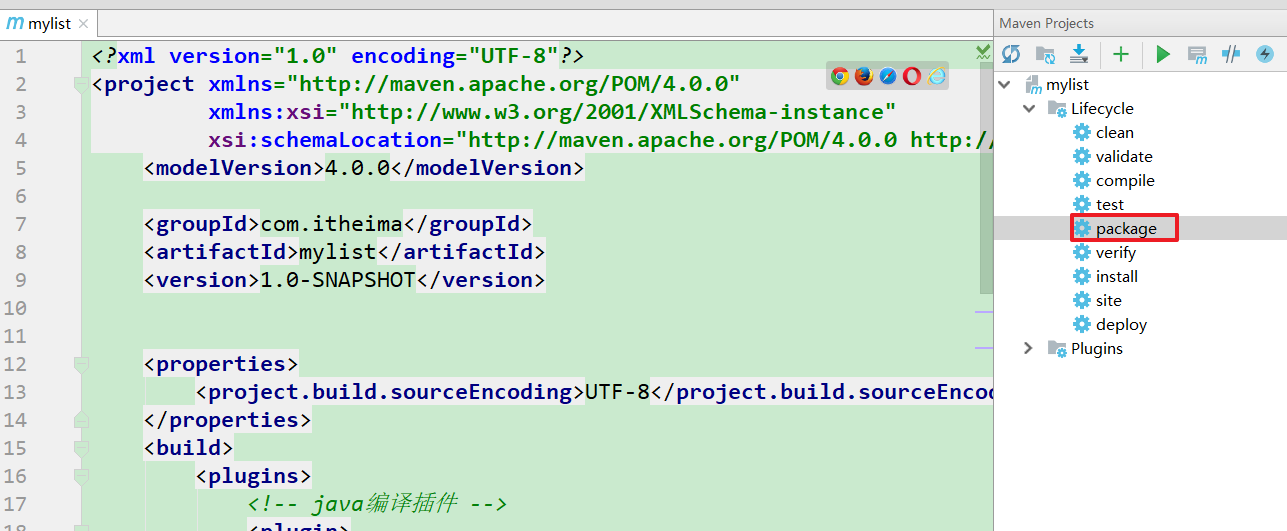 mylist
Maven Projects
1 <?xml version="1.0" encoding="UTF-8"?>
2 <project xmlns="http://maven.apache.org/POM/4.0.0"
3 xmlns:xsi="http://www.w3.org/2001/XMLSchema-instance"
4 xsi:schemaLocation="http://maven.apache.org/POM/4.0.0 http:/
5 <modelVersion>4.0.0</modelVersion>
6
7 <groupId>com.itheima</groupId>
8 <artifactId>mylist</artifactId>
9 <version>1.0-SNAPSHOT</version>
10
11
12 <properties>
13 <project.build.sourceEncoding>UTF-8</project.build.sourceEnco
14 </properties>
15 <build>
16 <plugins>
17 <!-- java编译插件 -->
<plugin>
mylist
Lifecycle
clean
validate
compile
test
package
verify
install
site
deploy
Plugins